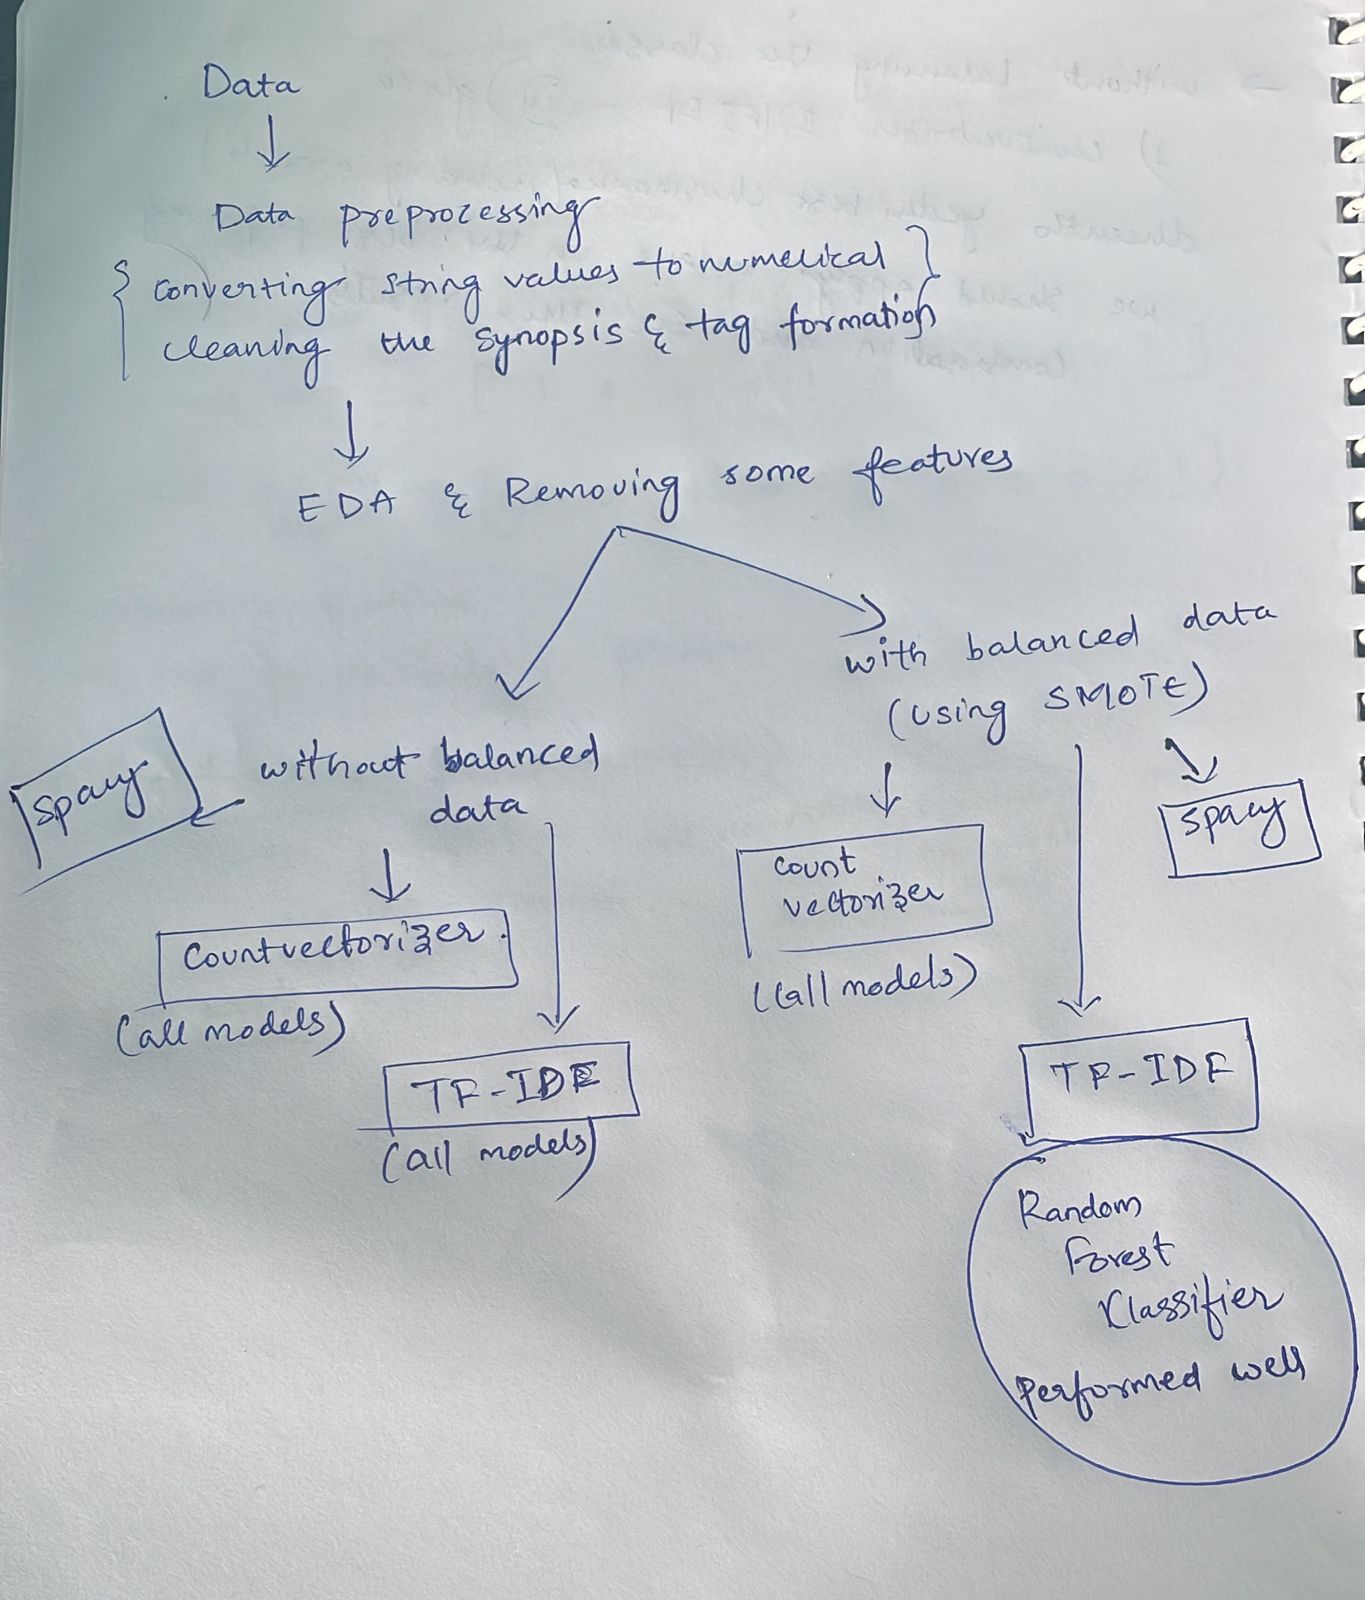 Data
Data preprocessing
{ converting string values to numerical }
cleaning the synopsis & tag formation
EDA & Removing some features
with balanced data
(using SMOTE)
without balanced
data
spacy
spacy
count
vectorizer
Countvectorizer.
(all models)
(all models)
TF-IDF
(all models)
TF-IDF
Random
Forest
Classifier
performed well